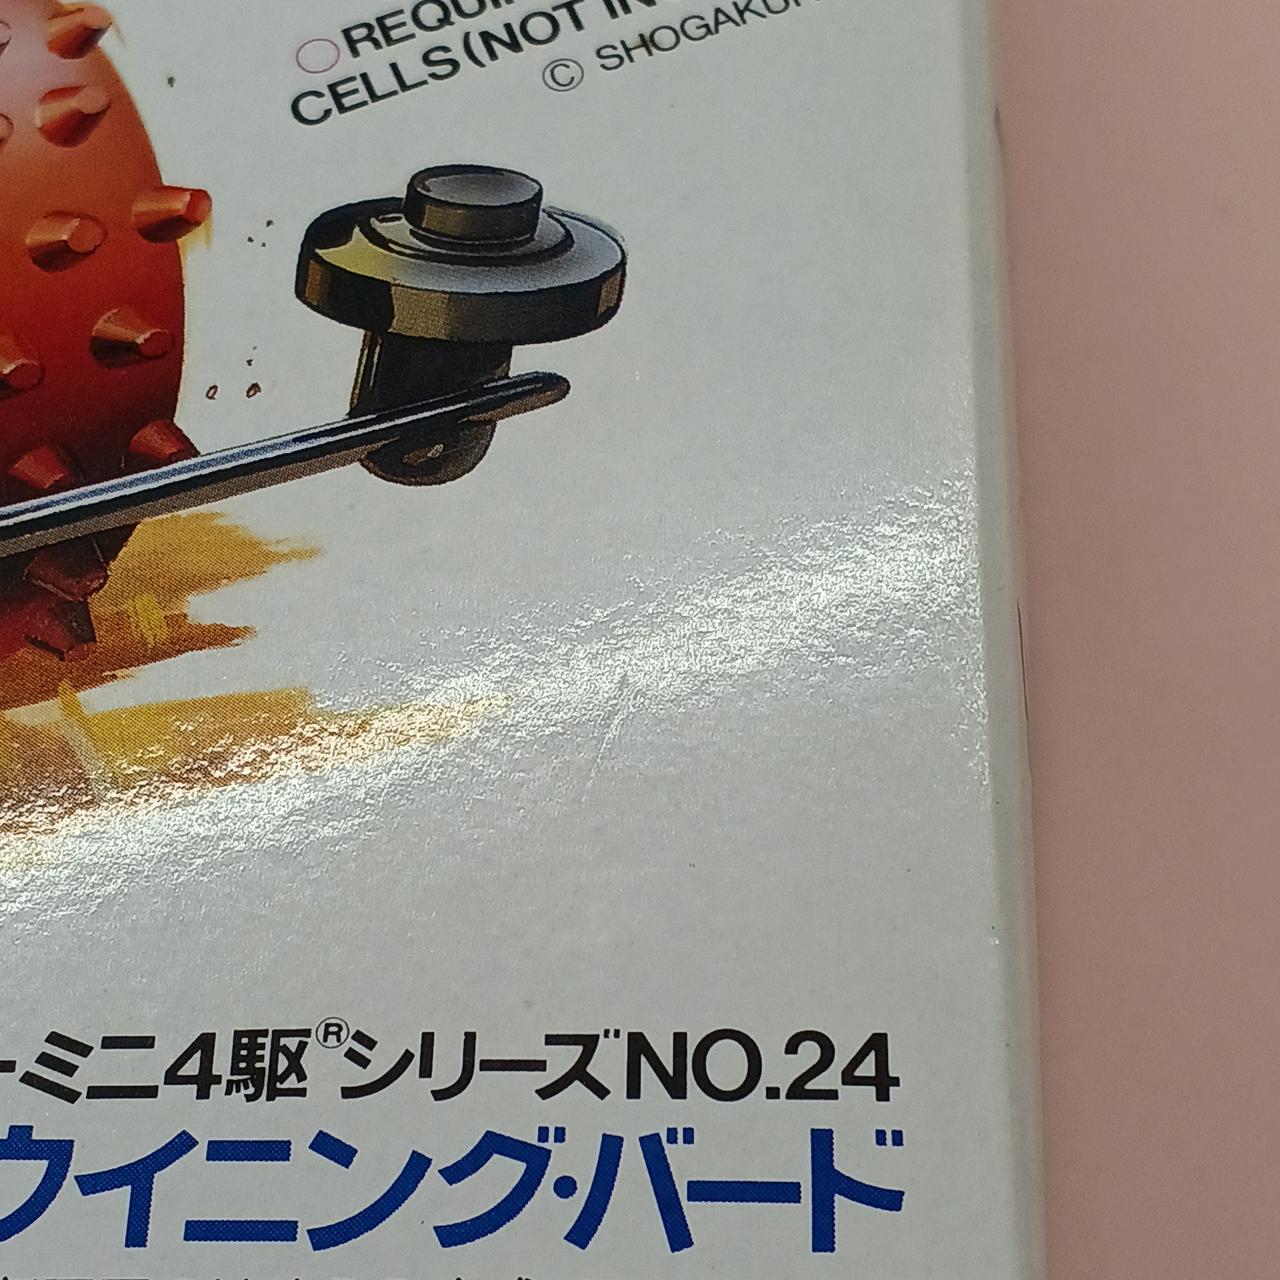 ○REQUI
CELLS(NOT IN
© SHOGAKUK
ーミニ4駆®シリーズNO.24
ウイニング・バード